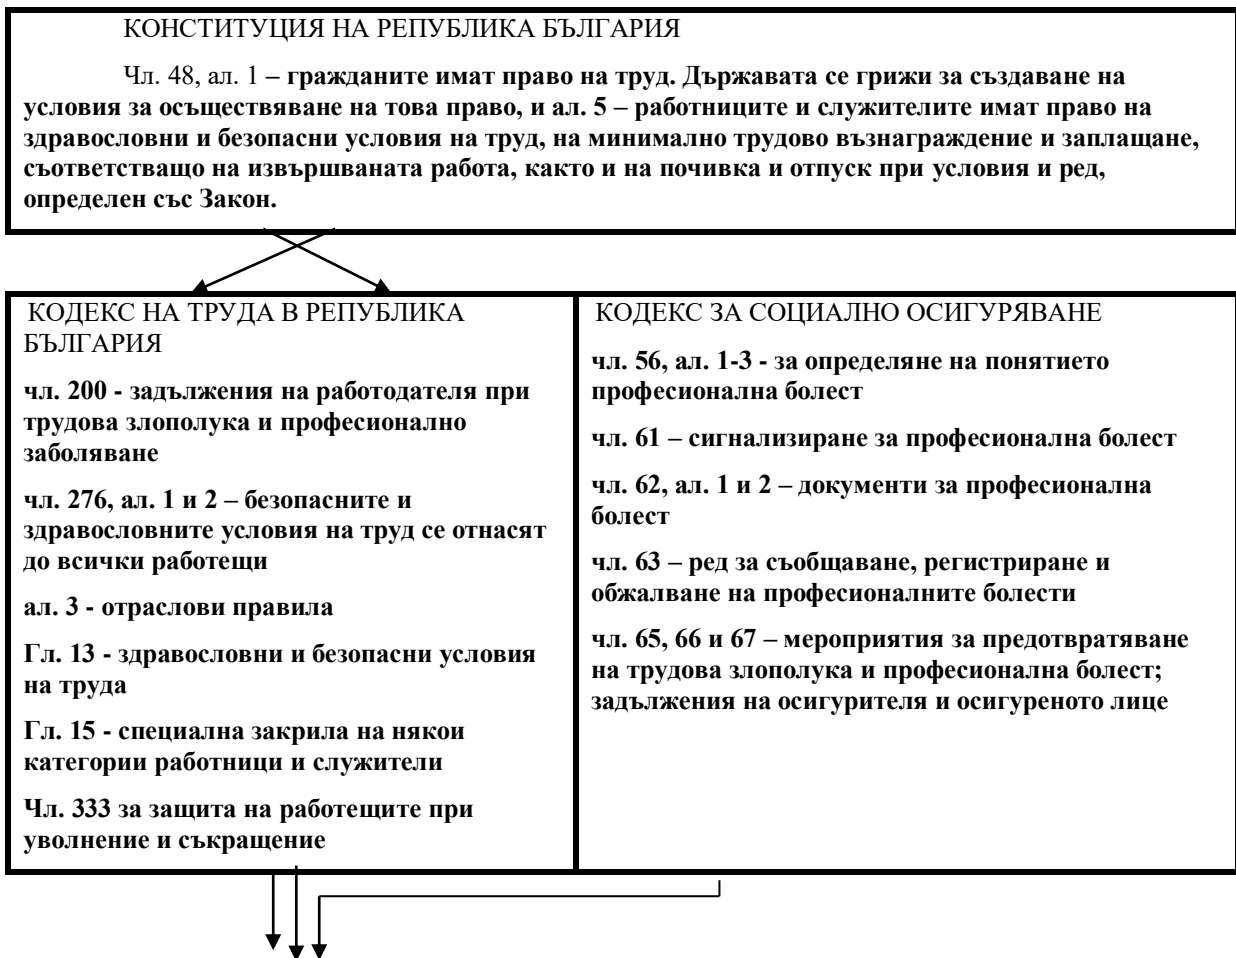 КОНСТИТУЦИЯ НА РЕПУБЛИКА БЪЛГАРИЯ
Чл. 48, ал. 1 – гражданите имат право на труд. Държавата се грижи за създаване на
условия за осъществяване на това право, и ал. 5 – работниците и служителите имат право на
здравословни и безопасни условия на труд, на минимално трудово възнаграждение и заплащане,
съответстващо на извършваната работа, както и на почивка и отпуск при условия и ред,
определен със Закон.
КОДЕКС НА ТРУДА В РЕПУБЛИКА
БЪЛГАРИЯ
чл. 200 - задължения на работодателя при
трудова злополука и професионално
заболяване
чл. 276, ал. 1 и 2 – безопасните и
здравословните условия на труд се отнасят
до всички работещи
ал. 3 - отраслови правила
Гл. 13 - здравословни и безопасни условия
на труда
Гл. 15 - специална закрила на някои
категории работници и служители
Чл. 333 за защита на работещите при
уволнение и съкращение
КОДЕКС ЗА СОЦИАЛНО ОСИГУРЯВАНЕ
чл. 56, ал. 1-3 - за определяне на понятието
професионална болест
чл. 61 – сигнализиране за професионална болест
чл. 62, ал. 1 и 2 – документи за професионална
болест
чл. 63 – ред за съобщаване, регистриране и
обжалване на професионалните болести
чл. 65, 66 и 67 – мероприятия за предотвратяване
на трудова злополука и професионална болест;
задължения на осигурителя и осигуреното лице